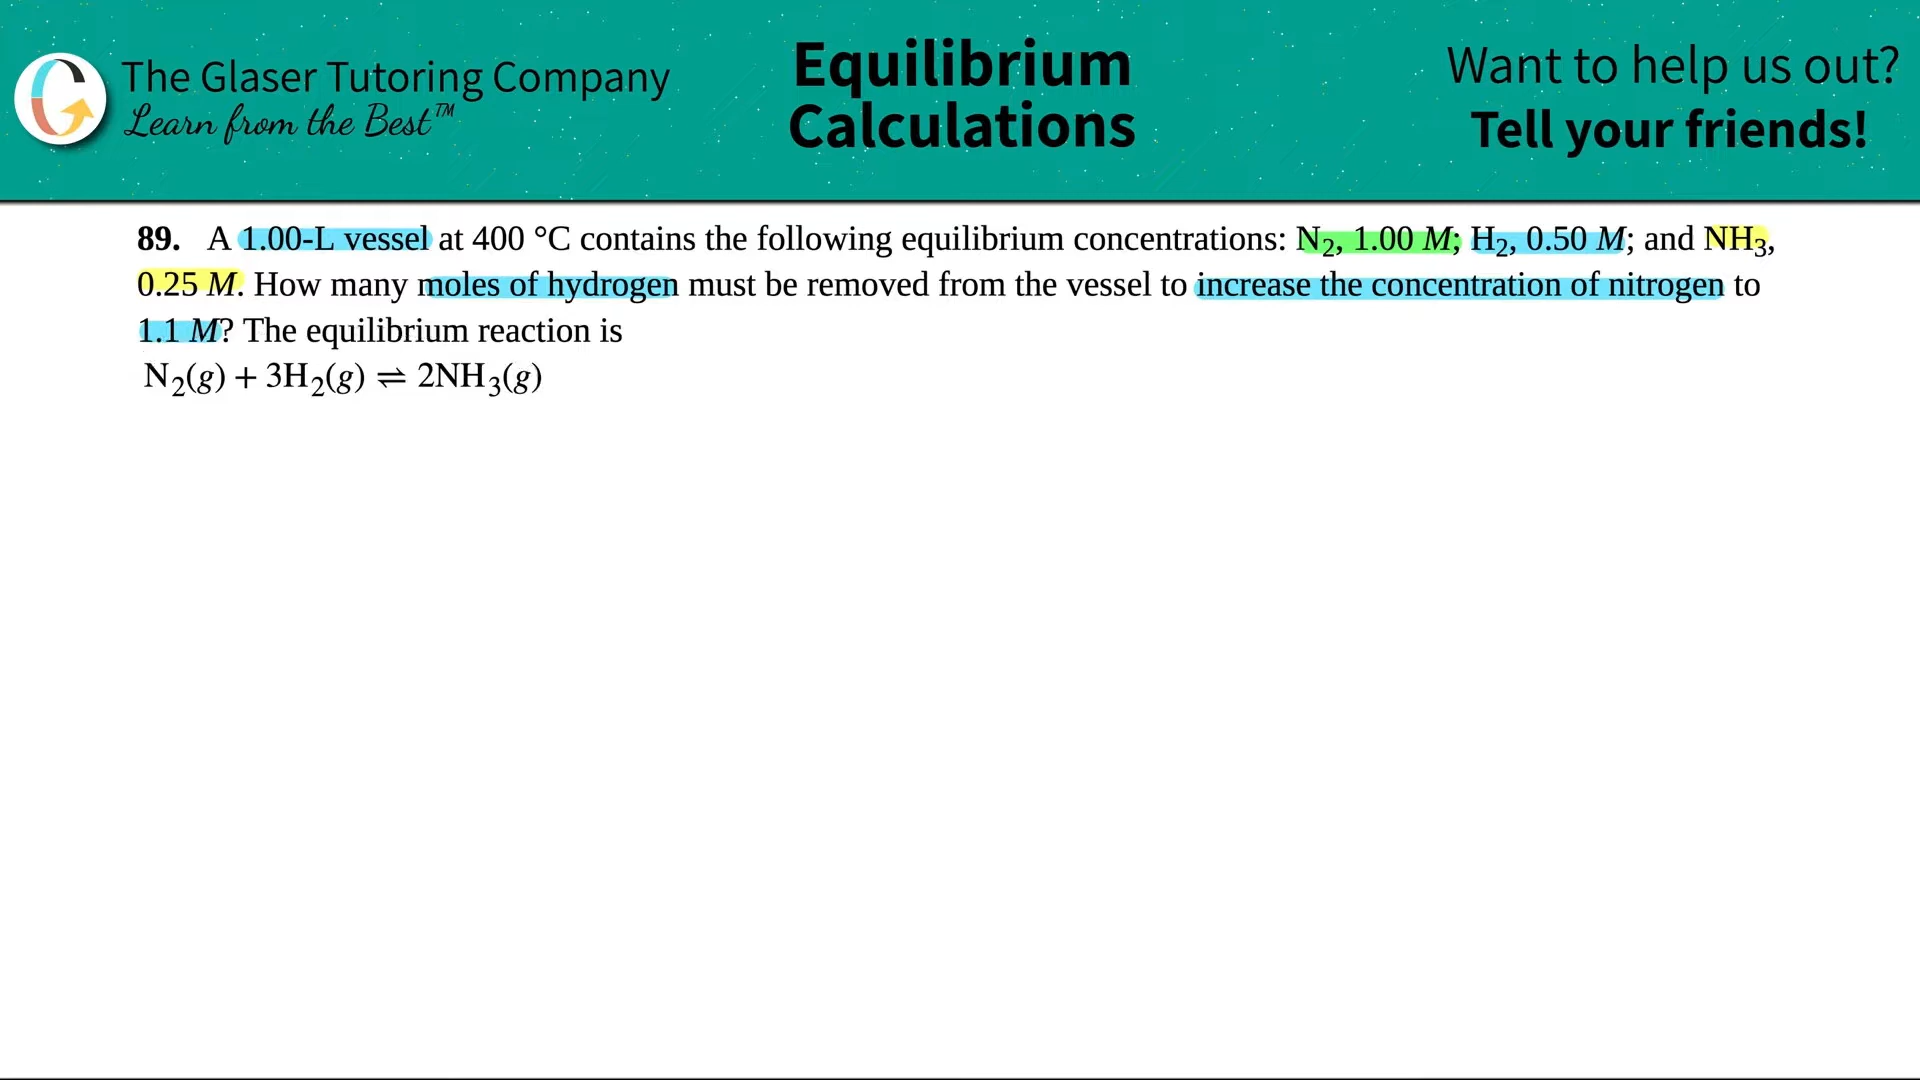 The Glaser Tutoring Company
Learn from the Best™
Equilibrium
Calculations
Want to help us out?
Tell your friends!
89. A 1.00-L vessel at 400 °C contains the following equilibrium concentrations: N₂, 1.00 M; H₂, 0.50 M; and NH₃,
0.25 M. How many moles of hydrogen must be removed from the vessel to increase the concentration of nitrogen to
1.1 M? The equilibrium reaction is
N₂(g) + 3H₂(g) ⇌ 2NH₃(g)